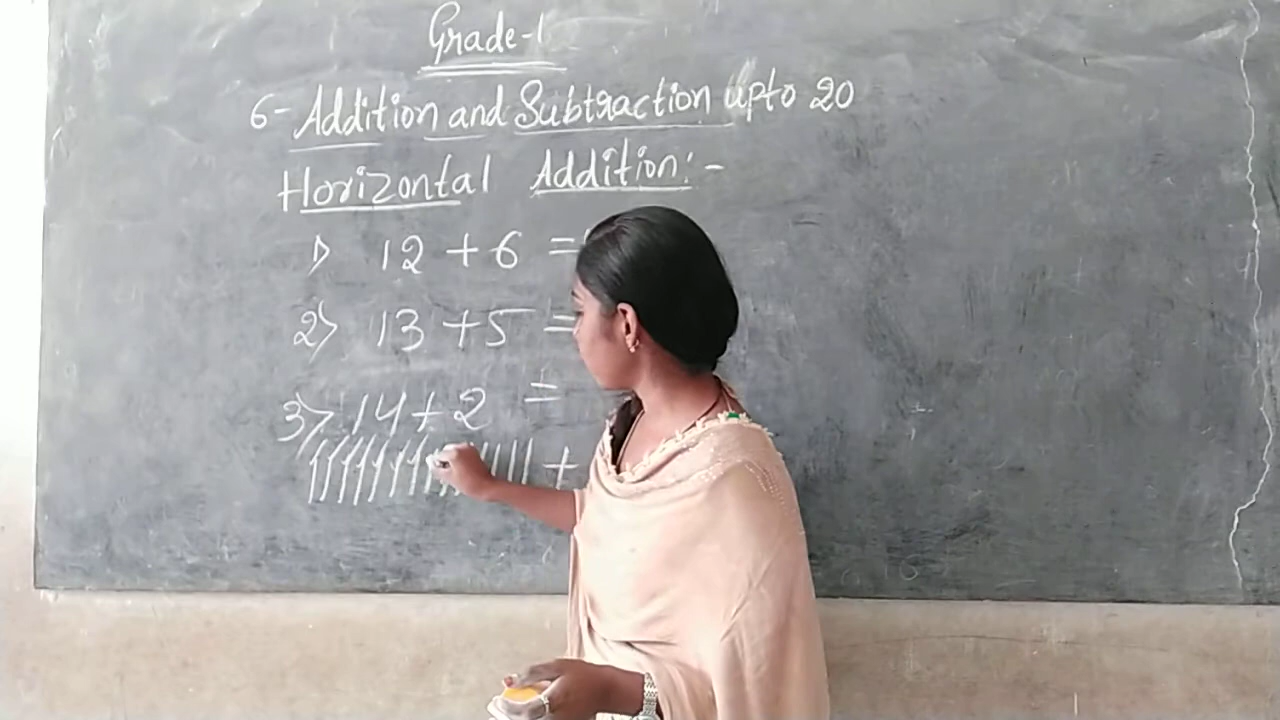 Grade-1
6-Addition and Subtraction upto 20
Horizontal Addition:-
1> 12 + 6 =
2> 13 + 5 =
3> 14 + 2 =
+